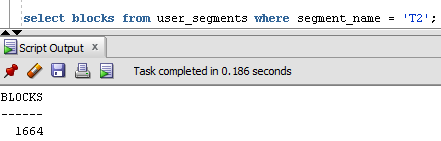 select blocks from user_segments where segment_name = 'T2';
Script Output x
Task completed in 0.186 seconds
BLOCKS
------
1664